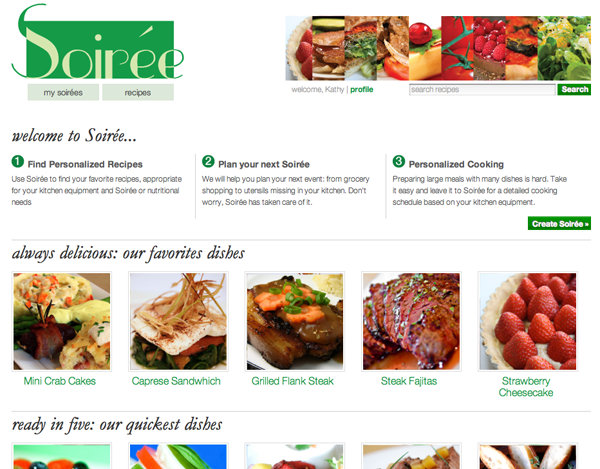 Soirée
my soirées
recipes
welcome, Kathy | profile
search recipes
Search
welcome to Soirée...
1 Find Personalized Recipes
Use Soirée to find your favorite recipes, appropriate
for your kitchen equipment and Soirée or nutritional
needs
2 Plan your next Soirée
We will help you plan your next event: from grocery
shopping to utensils missing in your kitchen. Don't
worry, Soirée has taken care of it.
3 Personalized Cooking
Preparing large meals with many dishes is hard. Take
it easy and leave it to Soirée for a detailed cooking
schedule based on your kitchen equipment.
Create Soirée »
always delicious: our favorites dishes
Mini Crab Cakes
Caprese Sandwhich
Grilled Flank Steak
Steak Fajitas
Strawberry
Cheesecake
ready in five: our quickest dishes